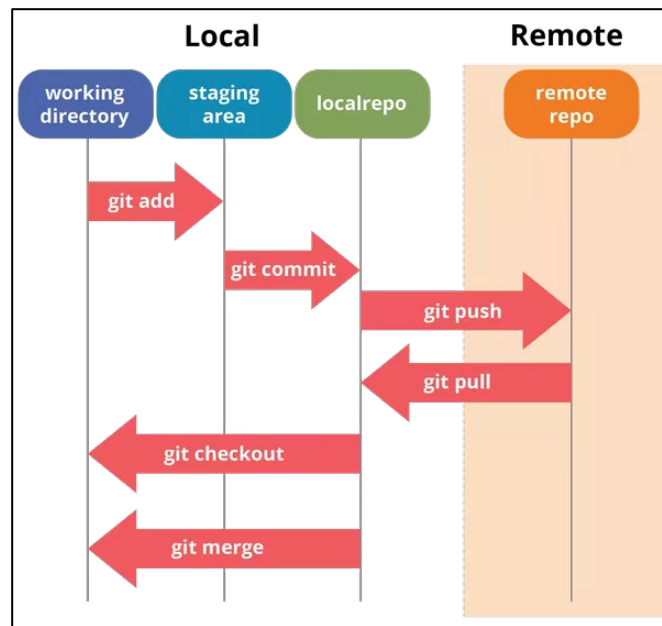 Local
Remote
working
directory
staging
area
localrepo
remote
repo
git add
git commit
git push
git pull
git checkout
git merge